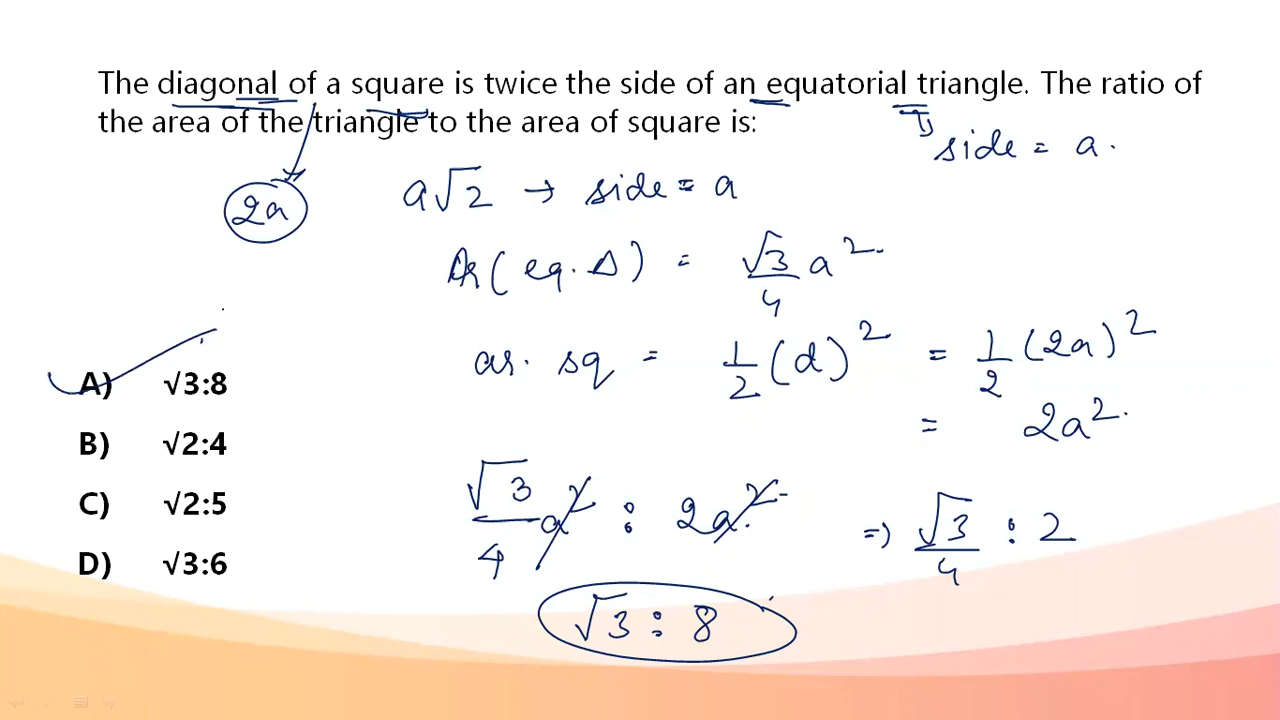 The diagonal of a square is twice the side of an equatorial triangle. The ratio of
the area of the triangle to the area of square is:
side = a.
2a
a√2 → side = a
Ar(eq. Δ) = √3/4 a²
ar. sq = 1/2 (d)² = 1/2 (2a)²
= 2a²
A) √3:8
B) √2:4
C) √2:5
D) √3:6
√3/4 a² : 2a² => √3/4 : 2
√3 : 8